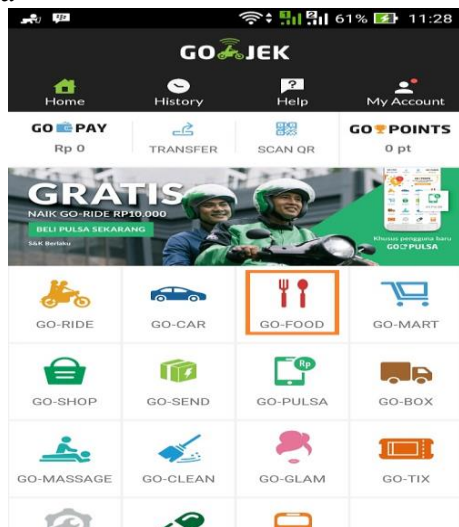 61% 11:28
GO JEK
Home History Help My Account
GO PAY TRANSFER SCAN QR GO POINTS
Rp 0 0 pt
GRATIS
NAIK GO-RIDE RP10.000
BELI PULSA SEKARANG
S&K Berlaku
Khusus pengguna baru
GO PULSA
GO-RIDE GO-CAR GO-FOOD GO-MART
Rp
GO-SHOP GO-SEND GO-PULSA GO-BOX
GO-MASSAGE GO-CLEAN GO-GLAM GO-TIX